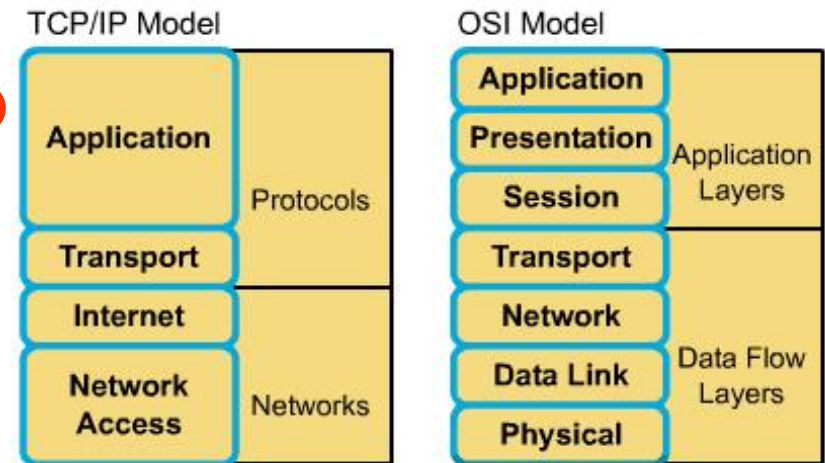 TCP/IP Model
Application
Transport
Internet
Network
Access
Protocols
Networks
OSI Model
Application
Presentation
Session
Transport
Network
Data Link
Physical
Application
Layers
Data Flow
Layers